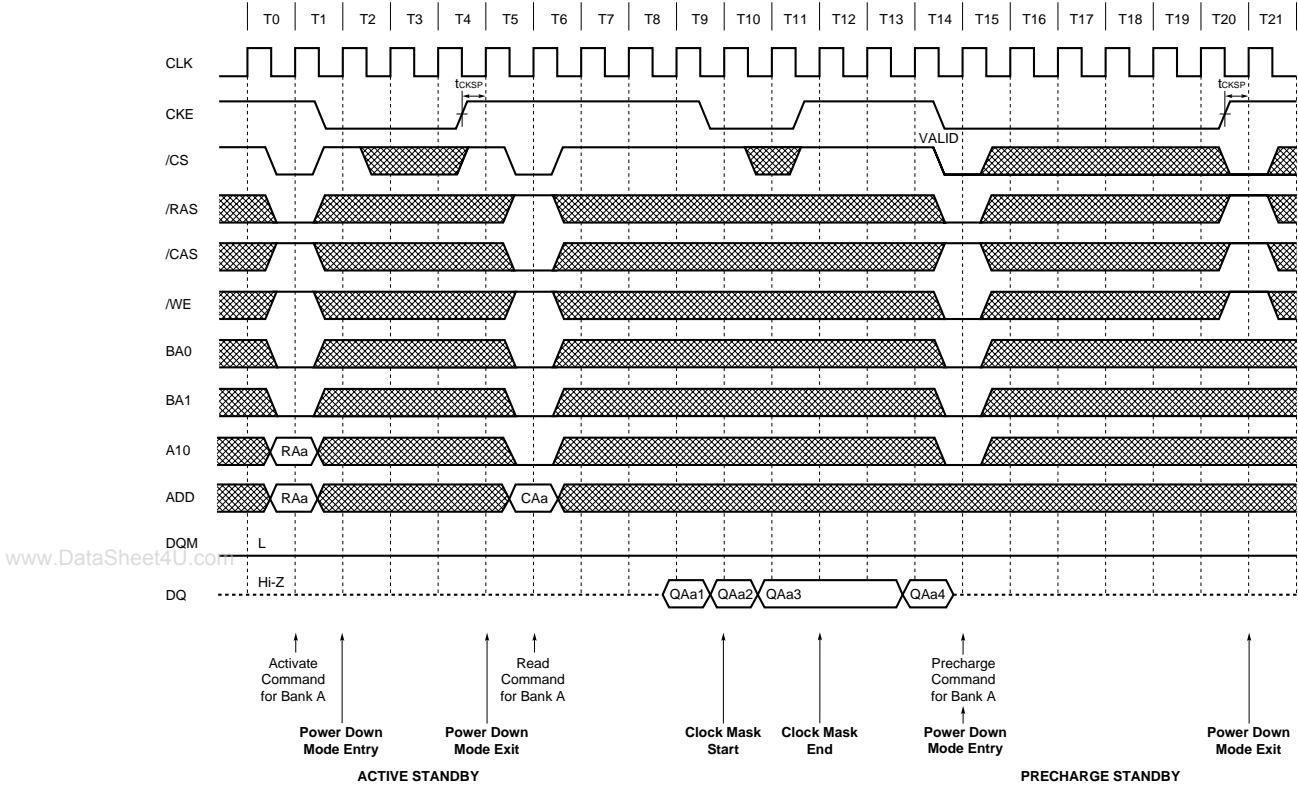 T0 T1 T2 T3 T4 T5 T6 T7 T8 T9 T10 T11 T12 T13 T14 T15 T16 T17 T18 T19 T20 T21
CLK
tCKSP
tCKSP
CKE
VALID
/CS
/RAS
/CAS
/WE
BA0
BA1
A10
RAa
ADD
RAa
CAa
DQM
L
www.DataSheet4U.com
Hi-Z
DQ
QAa1
QAa2
QAa3
QAa4
Activate
Command
for Bank A
Read
Command
for Bank A
Precharge
Command
for Bank A
Power Down
Mode Entry
Power Down
Mode Exit
Clock Mask
Start
Clock Mask
End
Power Down
Mode Entry
Power Down
Mode Exit
ACTIVE STANDBY
PRECHARGE STANDBY